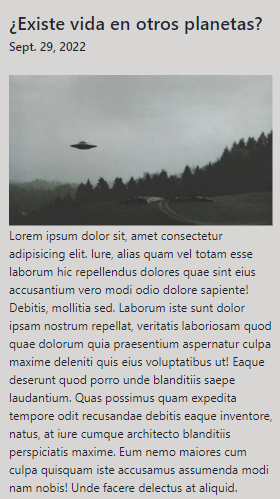 ¿Existe vida en otros planetas?
Sept. 29, 2022
Lorem ipsum dolor sit, amet consectetur
adipisicing elit. Iure, alias quam vel totam esse
laborum hic repellendus dolores quae sint eius
accusantium vero modi odio dolore sapiente!
Debitis, mollitia sed. Laborum iste sunt dolor
ipsam nostrum repellat, veritatis laboriosam quod
quae dolorum quia praesentium aspernatur culpa
maxime deleniti quis eius voluptatibus ut! Eaque
deserunt quod porro unde blanditiis saepe
laudantium. Quas possimus quam expedita
tempore odit recusandae debitis eaque inventore,
natus, at iure cumque architecto blanditiis
perspiciatis maxime. Eum nemo maiores cum
culpa quisquam iste accusamus assumenda modi
nam nobis! Unde facere delectus at aliquid.